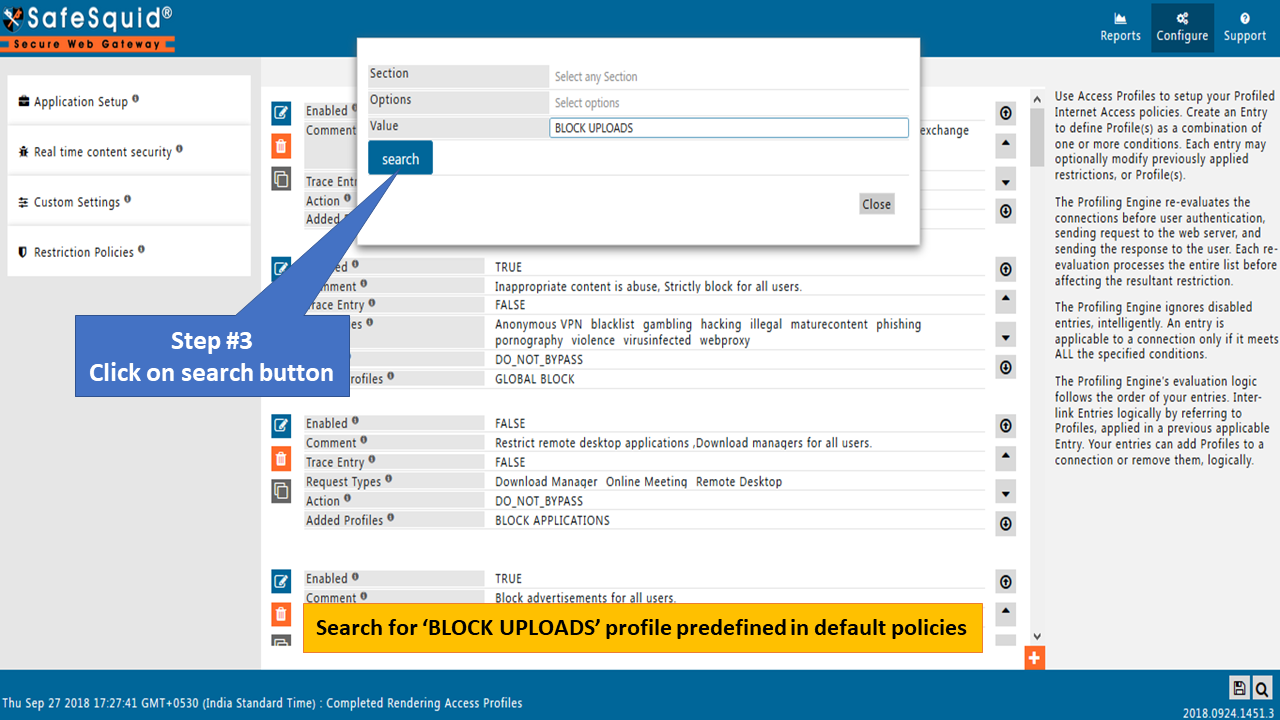 SafeSquid®
Secure Web Gateway
Reports
Configure
Support
Application Setup
Real time content security
Custom Settings
Restriction Policies
Section Select any Section
Options Select options
Value BLOCK UPLOADS
search
Close
Enabled
Comment exchange
Trace Entr
Action
Added
TRUE
Inappropriate content is abuse, Strictly block for all users.
Trace Entry FALSE
Anonymous VPN blacklist gambling hacking illegal maturecontent phishing
pornography violence virusinfected webproxy
DO_NOT_BYPASS
rofiles GLOBAL BLOCK
Step #3
Click on search button
Enabled FALSE
Comment Restrict remote desktop applications ,Download managers for all users.
Trace Entry FALSE
Request Types Download Manager Online Meeting Remote Desktop
Action DO_NOT_BYPASS
Added Profiles BLOCK APPLICATIONS
Enabled TRUE
Comment Block advertisements for all users.
Search for ‘BLOCK UPLOADS’ profile predefined in default policies
Use Access Profiles to setup your Profiled
Internet Access policies. Create an Entry
to define Profile(s) as a combination of
one or more conditions. Each entry may
optionally modify previously applied
restrictions, or Profile(s).
The Profiling Engine re-evaluates the
connections before user authentication,
sending request to the web server, and
sending the response to the user. Each re-
evaluation processes the entire list before
affecting the resultant restriction.
The Profiling Engine ignores disabled
entries, intelligently. An entry is
applicable to a connection only if it meets
ALL the specified conditions.
The Profiling Engine's evaluation logic
follows the order of your entries. Inter-
link Entries logically by referring to
Profiles, applied in a previous applicable
Entry. Your entries can add Profiles to a
connection or remove them, logically.
Thu Sep 27 2018 17:27:41 GMT+0530 (India Standard Time) : Completed Rendering Access Profiles
2018.0924.1451.3